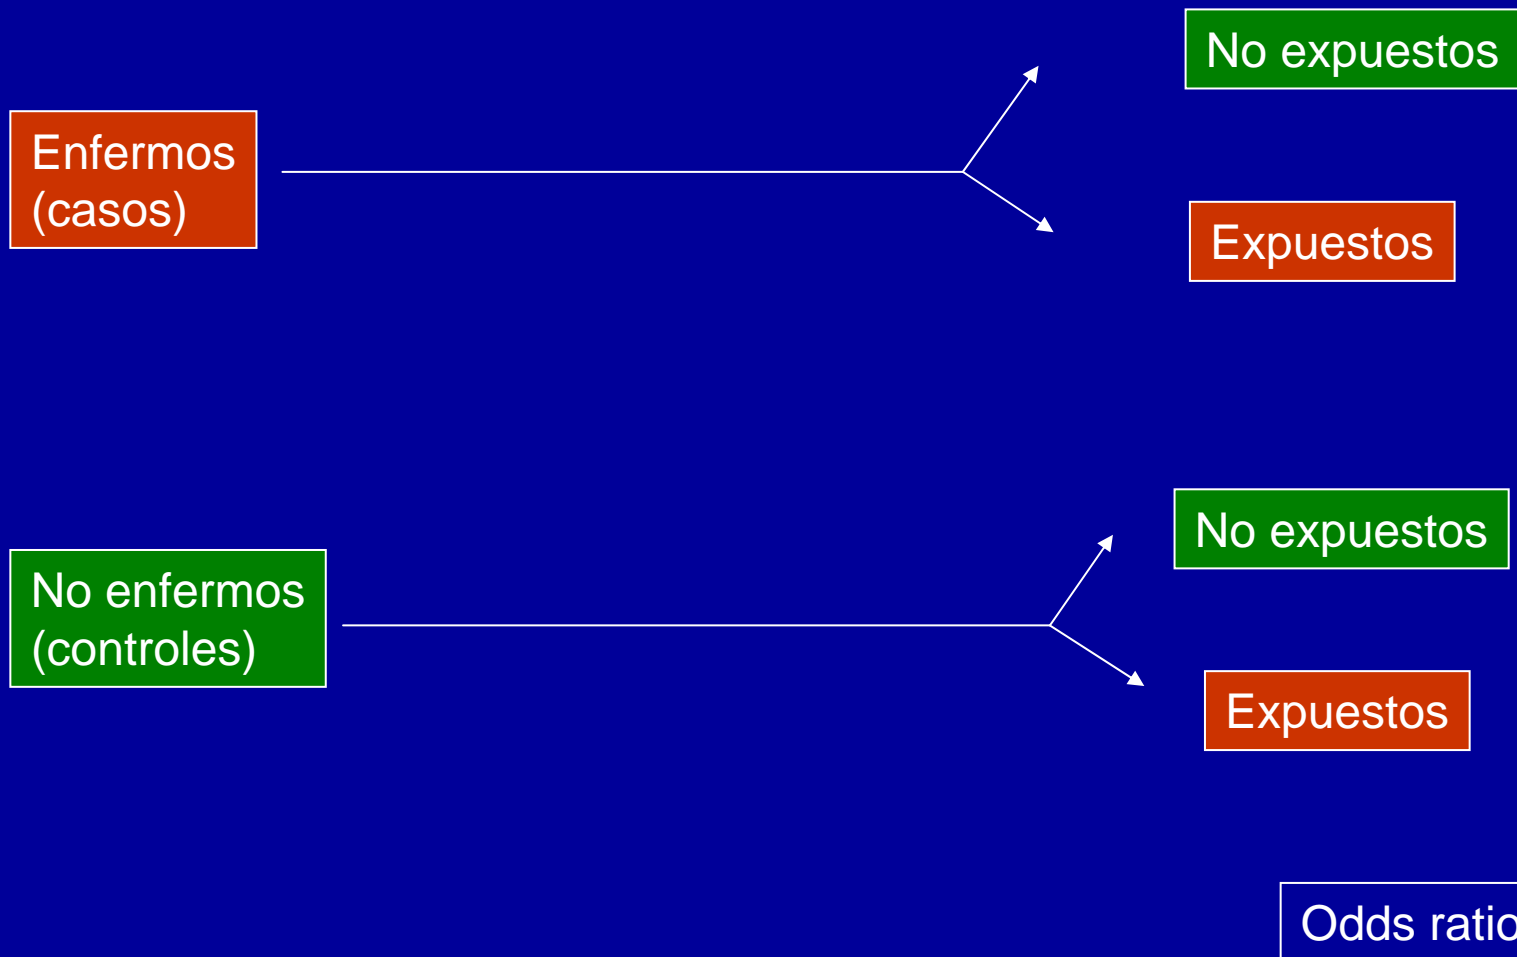 No expuestos
Enfermos
(casos)
Expuestos
No expuestos
No enfermos
(controles)
Expuestos
Odds ratio